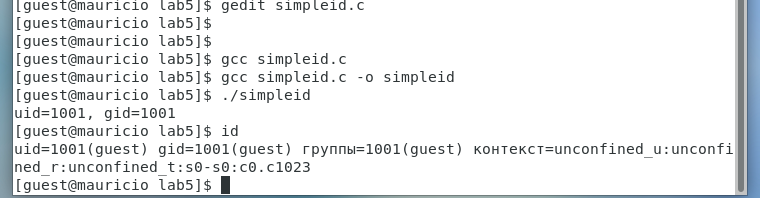 [guest@mauricio lab5]$ gedit simpleid.c
[guest@mauricio lab5]$
[guest@mauricio lab5]$
[guest@mauricio lab5]$ gcc simpleid.c
[guest@mauricio lab5]$ gcc simpleid.c -o simpleid
[guest@mauricio lab5]$ ./simpleid
uid=1001, gid=1001
[guest@mauricio lab5]$ id
uid=1001(guest) gid=1001(guest) группы=1001(guest) контекст=unconfined_u:unconfi
ned_r:unconfined_t:s0-s0:c0.c1023
[guest@mauricio lab5]$